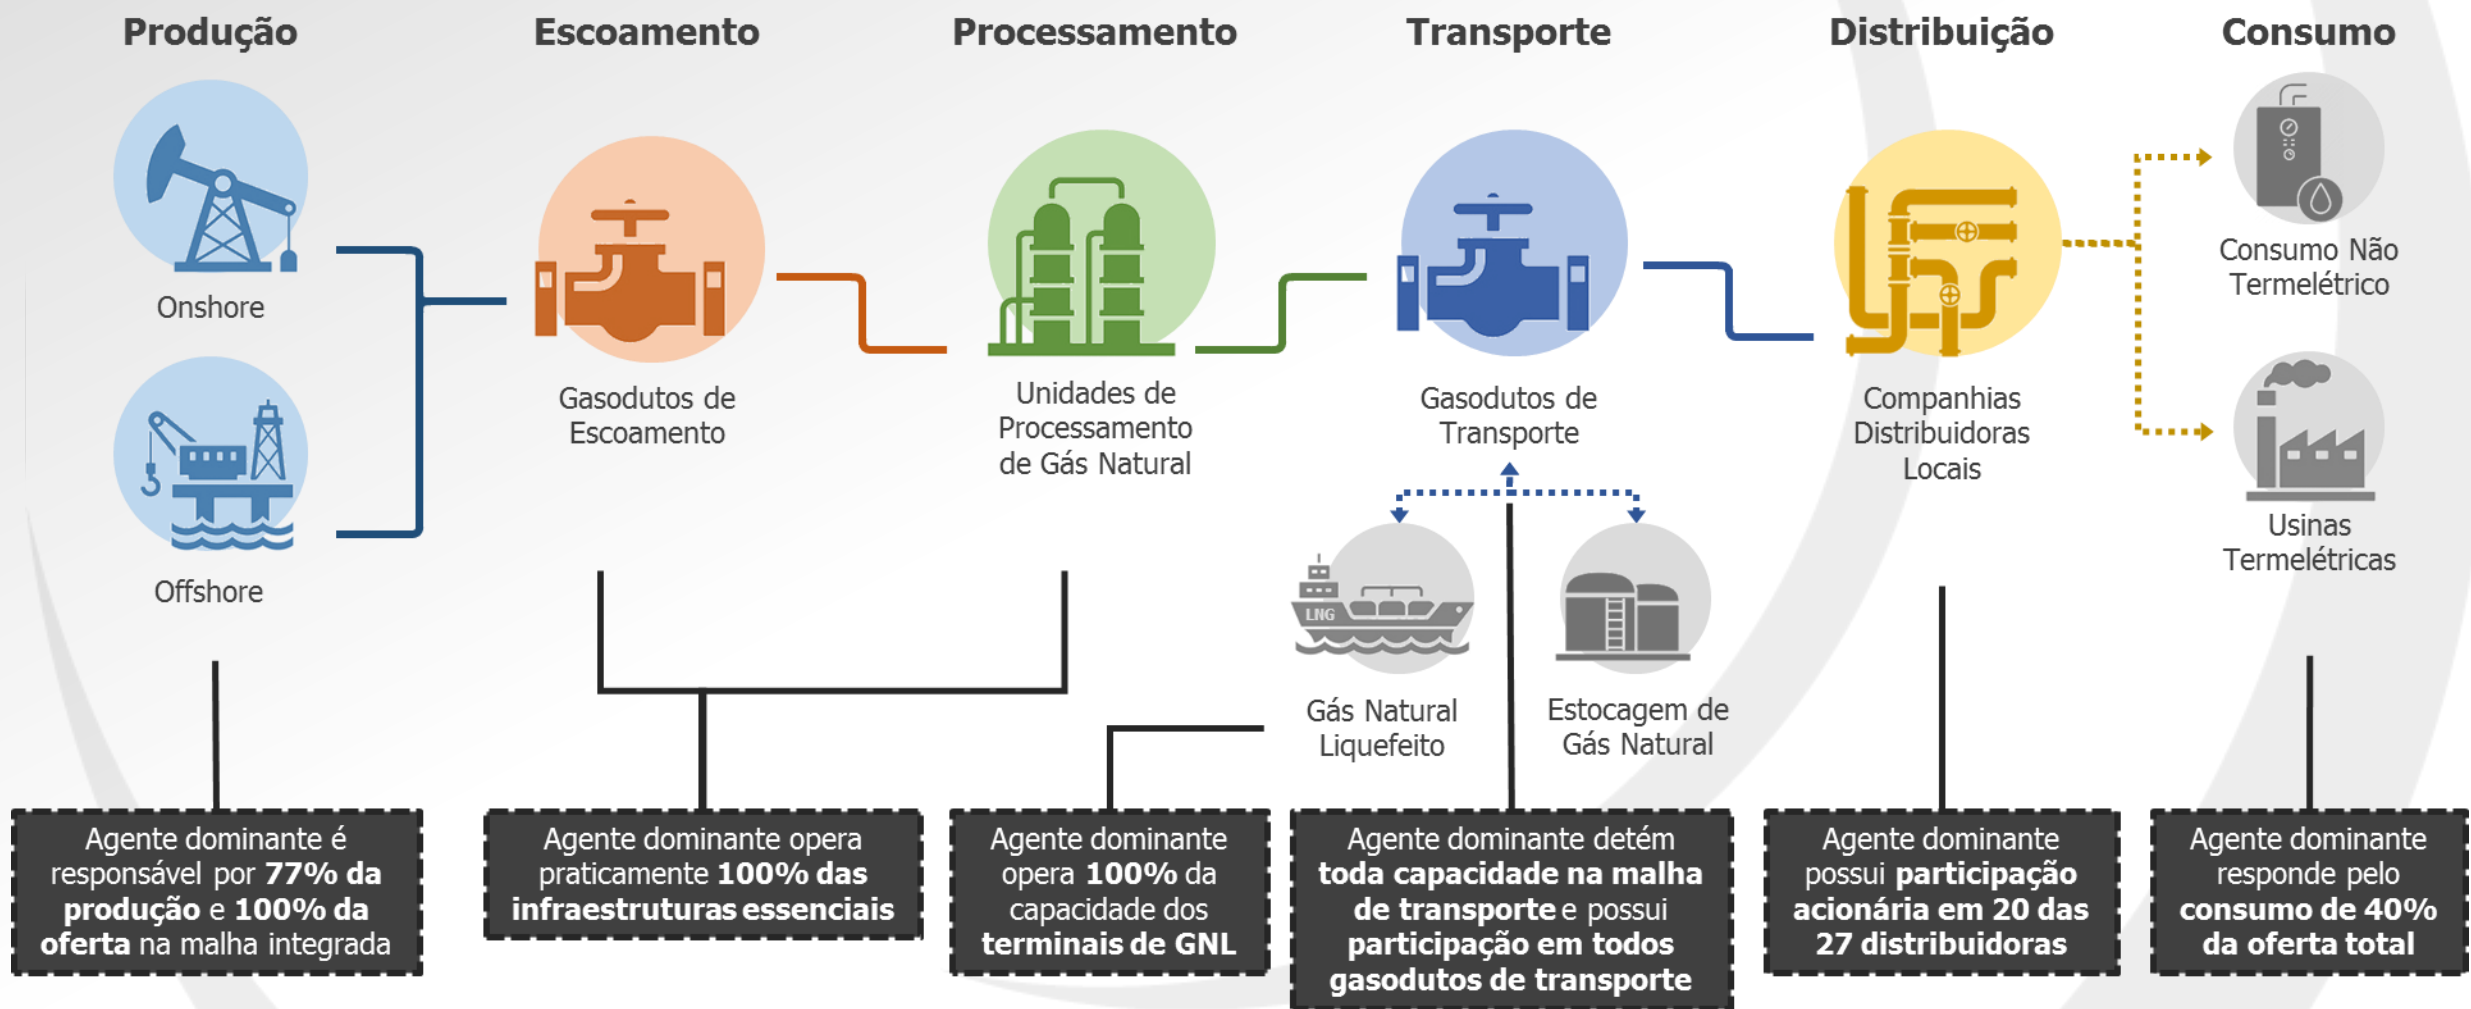 Produção
Escoamento
Processamento
Transporte
Distribuição
Consumo
Onshore
Offshore
Gasodutos de
Escoamento
Unidades de
Processamento
de Gás Natural
Gasodutos de
Transporte
LNG
Gás Natural
Liquefeito
Estocagem de
Gás Natural
Companhias
Distribuidoras
Locais
Consumo Não
Termelétrico
Usinas
Termelétricas
Agente dominante é
responsável por 77% da
produção e 100% da
oferta na malha integrada
Agente dominante opera
praticamente 100% das
infraestruturas essenciais
Agente dominante
opera 100% da
capacidade dos
terminais de GNL
Agente dominante detém
toda capacidade na malha
de transporte e possui
participação em todos
gasodutos de transporte
Agente dominante
possui participação
acionária em 20 das
27 distribuidoras
Agente dominante
responde pelo
consumo de 40%
da oferta total